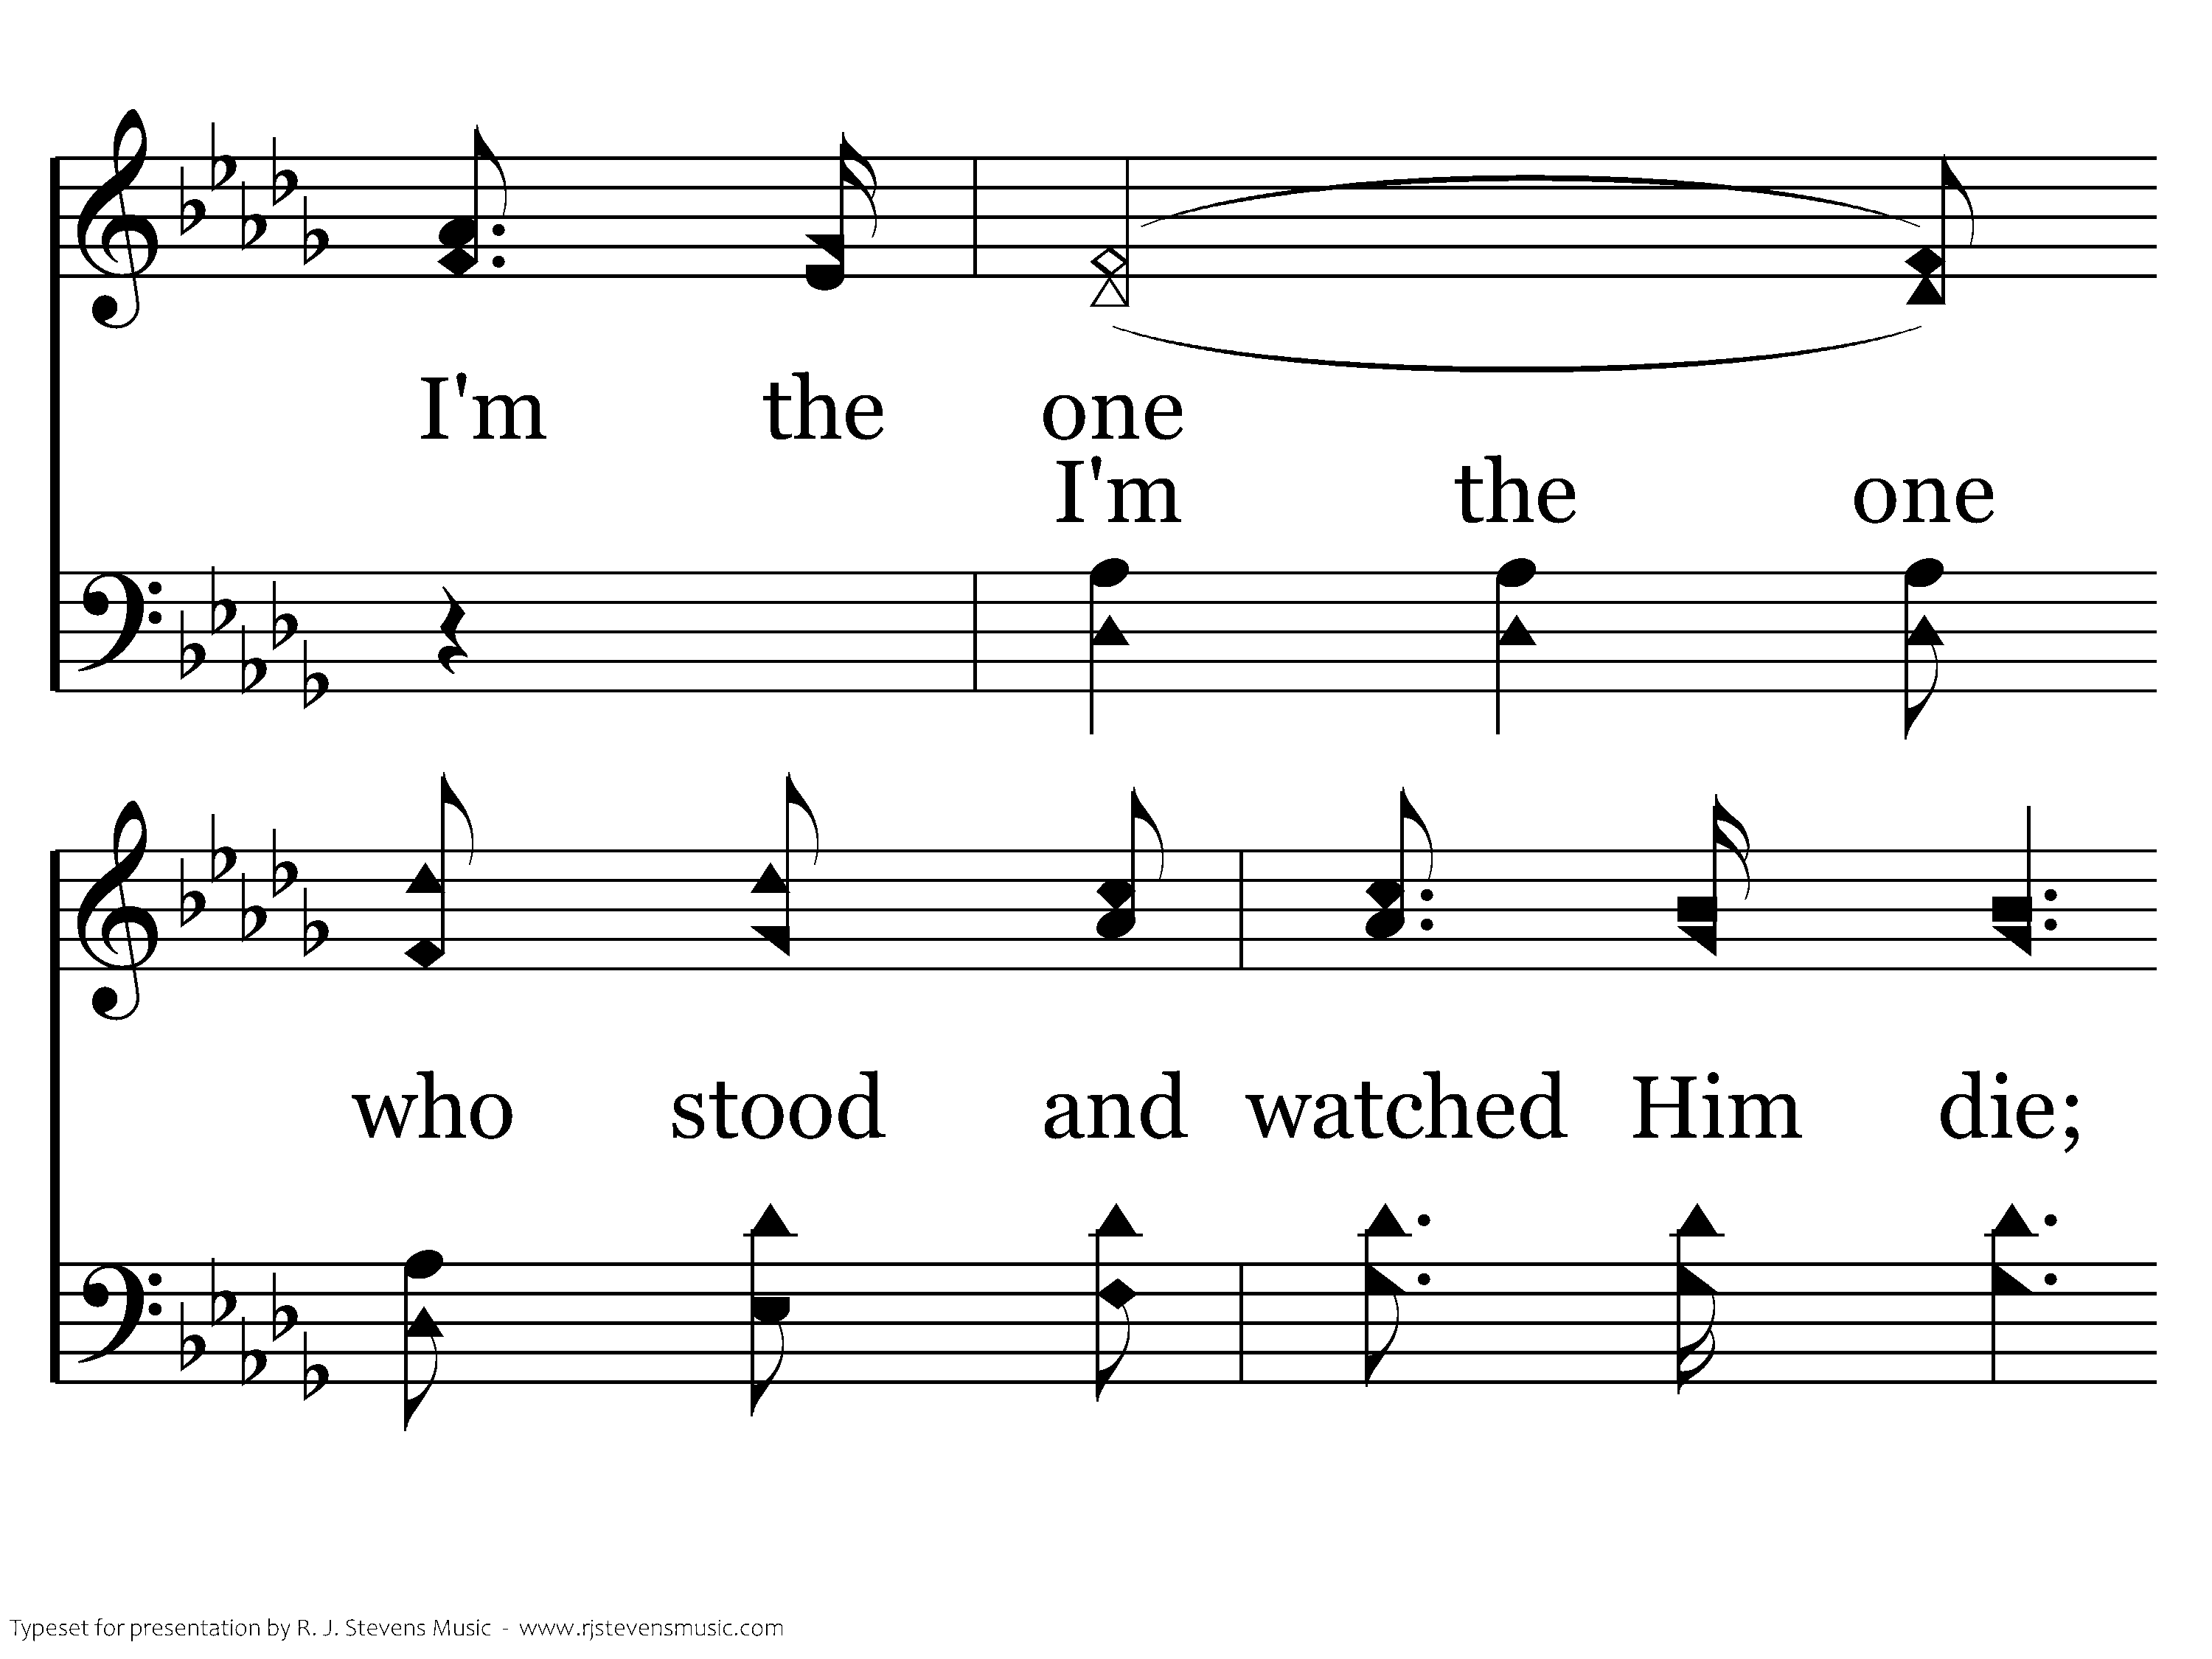 I'm the one
I'm the one
who stood and watched Him die;
Typeset for presentation by R. J. Stevens Music - www.rjstevensmusic.com